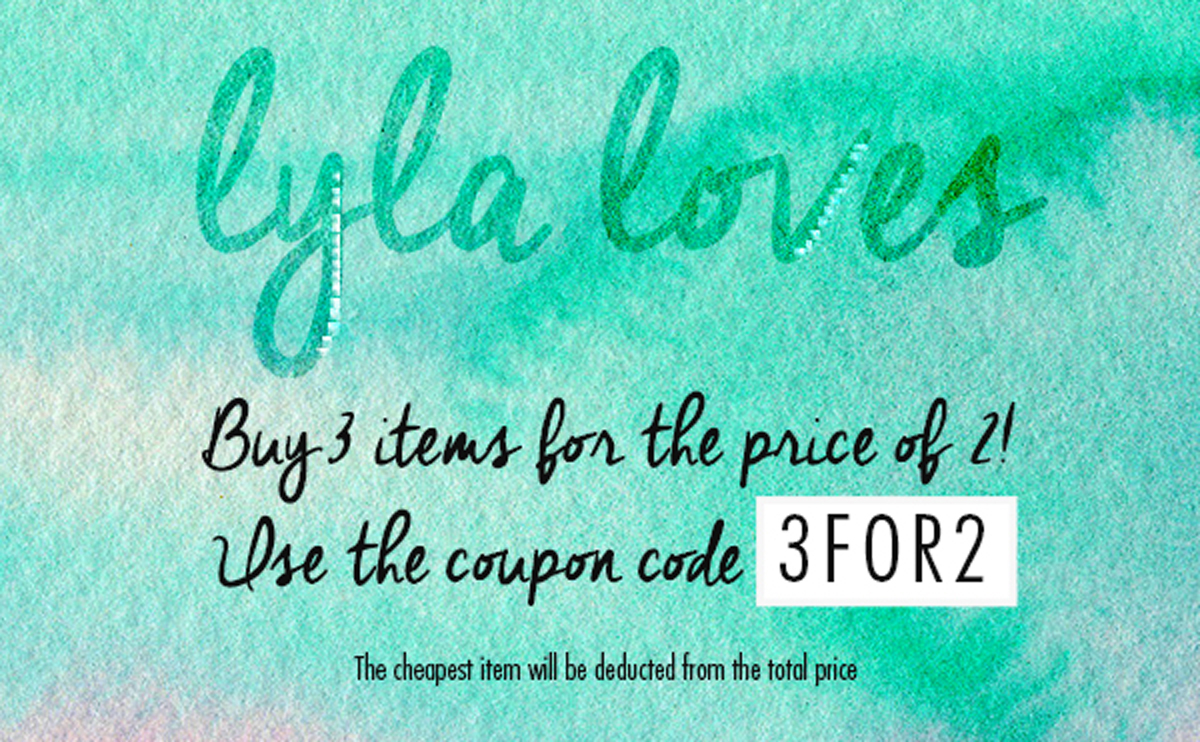 lyla loves
Buy 3 items for the price of 2!
Use the coupon code 3FOR2
The cheapest item will be deducted from the total price